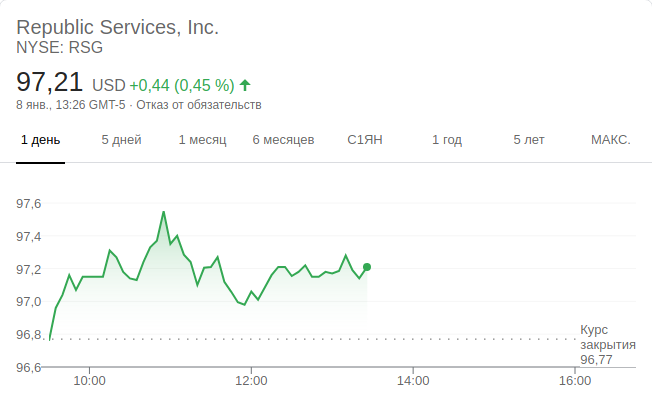 Republic Services, Inc.
NYSE: RSG
97,21 USD +0,44 (0,45 %)
8 янв., 13:26 GMT-5 · Отказ от обязательств
1 день 5 дней 1 месяц 6 месяцев С1ЯН 1 год 5 лет МАКС.
97,6
97,4
97,2
97,0
96,8
Курс
закрытия
96,77
96,6
10:00 12:00 14:00 16:00